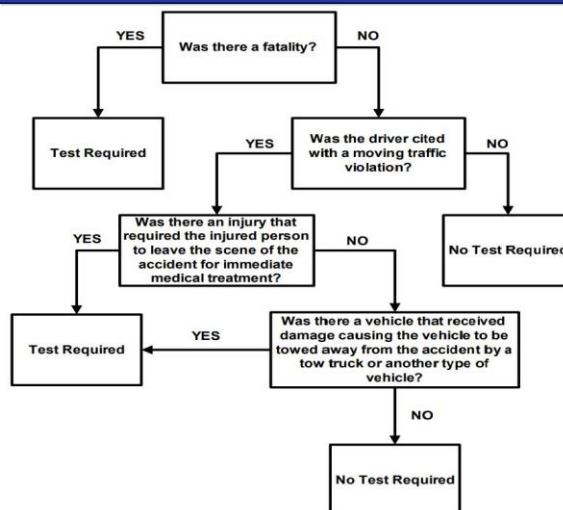 YES
Was there a fatality?
NO
Test Required
YES
Was the driver cited
with a moving traffic
violation?
NO
YES
Was there an injury that
required the injured person
to leave the scene of the
accident for immediate
medical treatment?
NO
No Test Required
Test Required
YES
Was there a vehicle that received
damage causing the vehicle to be
towed away from the accident by a
tow truck or another type of
vehicle?
NO
No Test Required